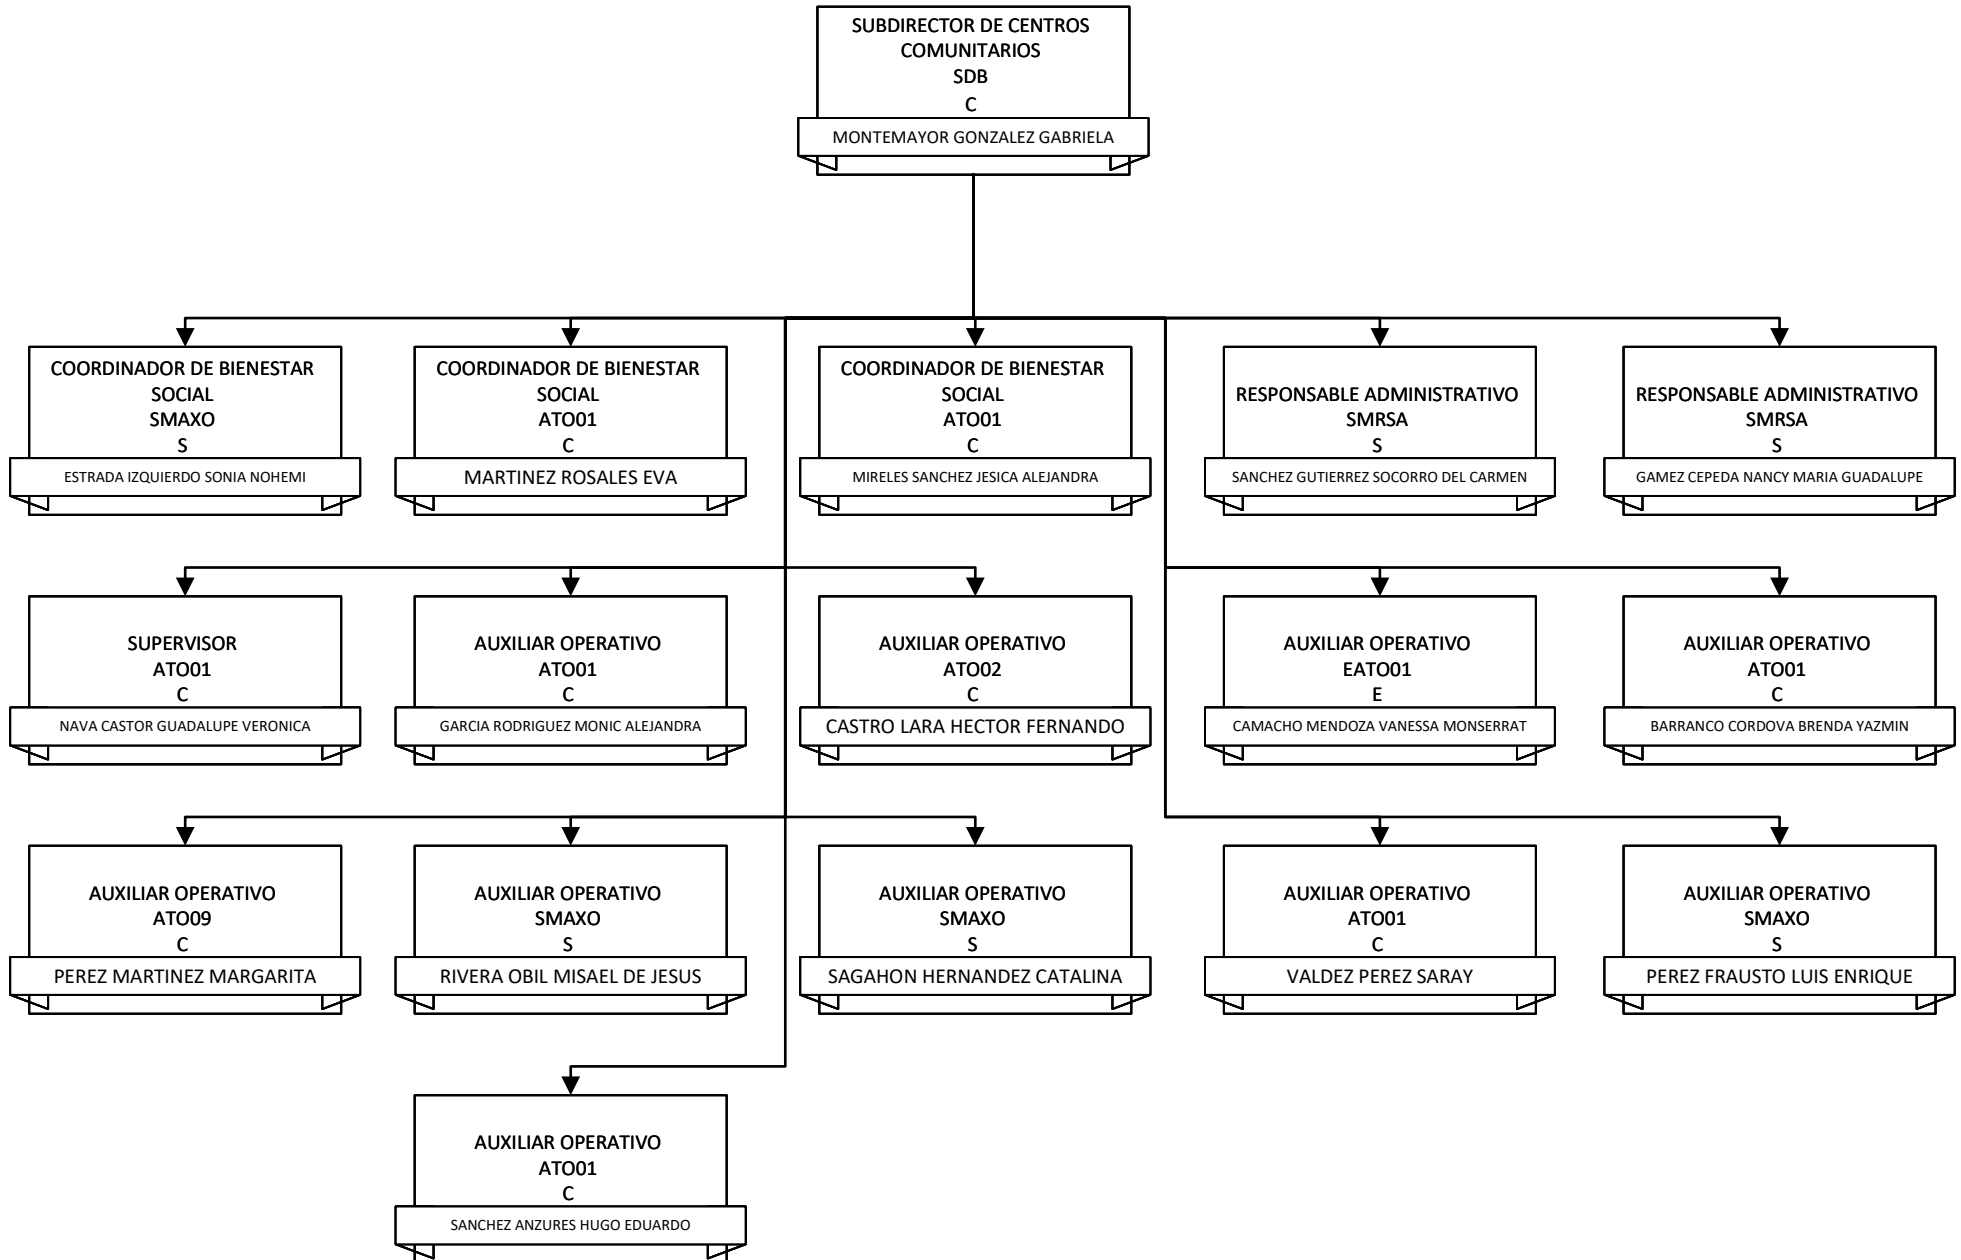 SUBDIRECTOR DE CENTROS
COMUNITARIOS
SDB
C
MONTEMAYOR GONZALEZ GABRIELA
COORDINADOR DE BIENESTAR
SOCIAL
SMAXO
S
ESTRADA IZQUIERDO SONIA NOHEMI
COORDINADOR DE BIENESTAR
SOCIAL
ATO01
C
MARTINEZ ROSALES EVA
COORDINADOR DE BIENESTAR
SOCIAL
ATO01
C
MIRELES SANCHEZ JESICA ALEJANDRA
RESPONSABLE ADMINISTRATIVO
SMRSA
S
SANCHEZ GUTIERREZ SOCORRO DEL CARMEN
RESPONSABLE ADMINISTRATIVO
SMRSA
S
GAMEZ CEPEDA NANCY MARIA GUADALUPE
SUPERVISOR
ATO01
C
NAVA CASTOR GUADALUPE VERONICA
AUXILIAR OPERATIVO
ATO01
C
GARCIA RODRIGUEZ MONIC ALEJANDRA
AUXILIAR OPERATIVO
ATO02
C
CASTRO LARA HECTOR FERNANDO
AUXILIAR OPERATIVO
EATO01
E
CAMACHO MENDOZA VANESSA MONSERRAT
AUXILIAR OPERATIVO
ATO01
C
BARRANCO CORDOVA BRENDA YAZMIN
AUXILIAR OPERATIVO
ATO09
C
PEREZ MARTINEZ MARGARITA
AUXILIAR OPERATIVO
SMAXO
S
RIVERA OBIL MISAEL DE JESUS
AUXILIAR OPERATIVO
SMAXO
S
SAGAHON HERNANDEZ CATALINA
AUXILIAR OPERATIVO
ATO01
C
VALDEZ PEREZ SARAY
AUXILIAR OPERATIVO
SMAXO
S
PEREZ FRAUSTO LUIS ENRIQUE
AUXILIAR OPERATIVO
ATO01
C
SANCHEZ ANZURES HUGO EDUARDO